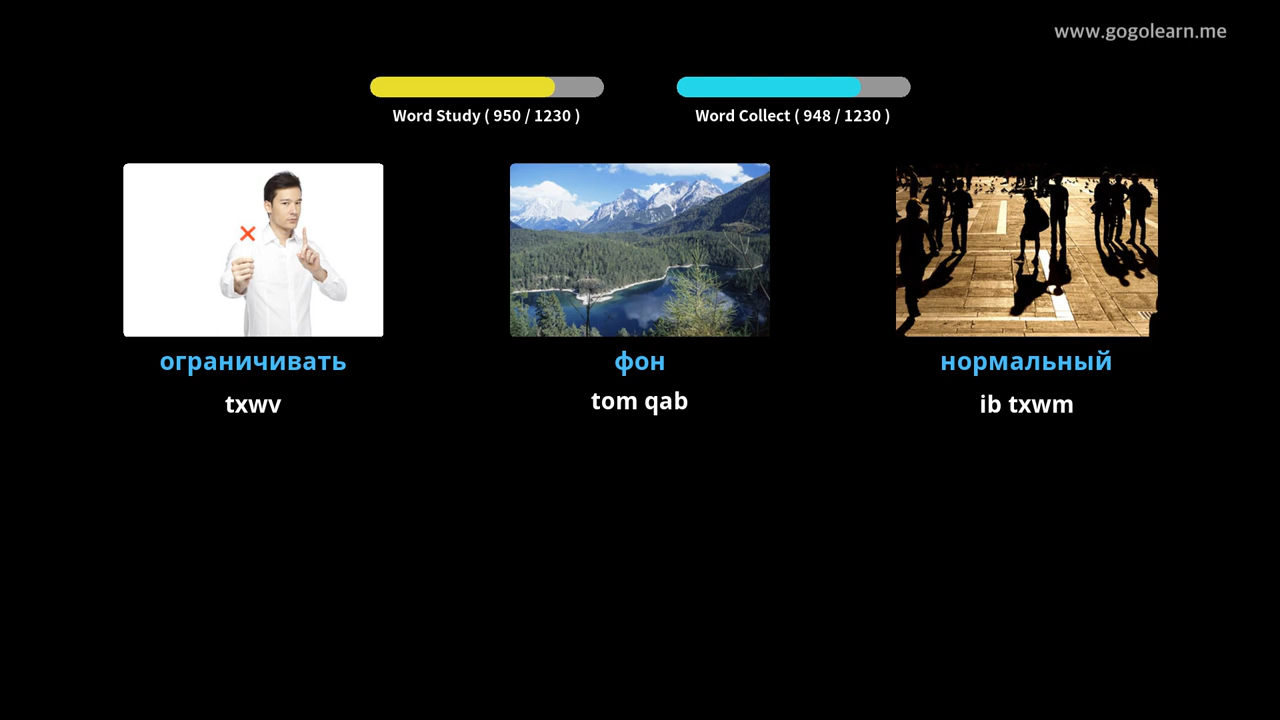 www.gogolearn.me
Word Study ( 950 / 1230 )
Word Collect ( 948 / 1230 )
ограничивать
фон
нормальный
txwv
tom qab
ib txwm